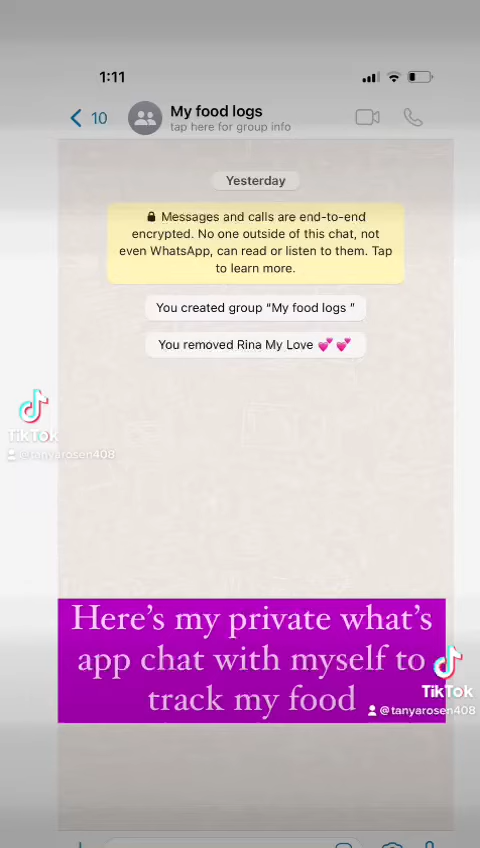 1:11
10
My food logs
tap here for group info
Yesterday
Messages and calls are end-to-end
encrypted. No one outside of this chat, not
even WhatsApp, can read or listen to them. Tap
to learn more.
You created group “My food logs ”
You removed Rina My Love 💕 💕
TikTok
@tanyarosen408
Here's my private what's
app chat with myself to
track my food
TikTok
@tanyarosen408